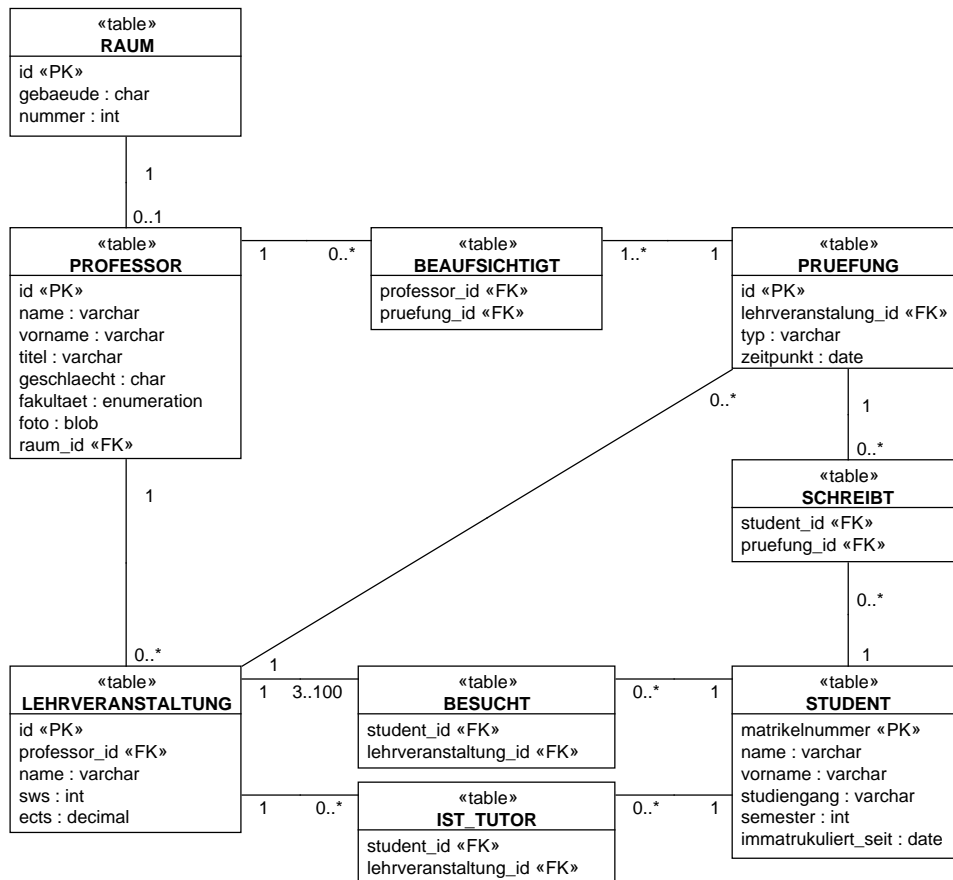 «table»
RAUM
id «PK»
gebaeude : char
nummer : int
1
0..1
«table»
PROFESSOR
id «PK»
name : varchar
vorname : varchar
titel : varchar
geschlaecht : char
fakultaet : enumeration
foto : blob
raum_id «FK»
1
0..*
«table»
BEAUFSICHTIGT
professor_id «FK»
pruefung_id «FK»
1..*
1
«table»
PRUEFUNG
id «PK»
lehrveranstalung_id «FK»
typ : varchar
zeitpunkt : date
0..*
1
0..*
«table»
SCHREIBT
student_id «FK»
pruefung_id «FK»
0..*
1
1
0..*
1
«table»
LEHRVERANSTALTUNG
id «PK»
professor_id «FK»
name : varchar
sws : int
ects : decimal
1
3..100
«table»
BESUCHT
student_id «FK»
lehrveranstaltung_id «FK»
0..*
1
«table»
STUDENT
matrikelnummer «PK»
name : varchar
vorname : varchar
studiengang : varchar
semester : int
immatrukuliert_seit : date
1
0..*
«table»
IST_TUTOR
student_id «FK»
lehrveranstaltung_id «FK»
0..*
1